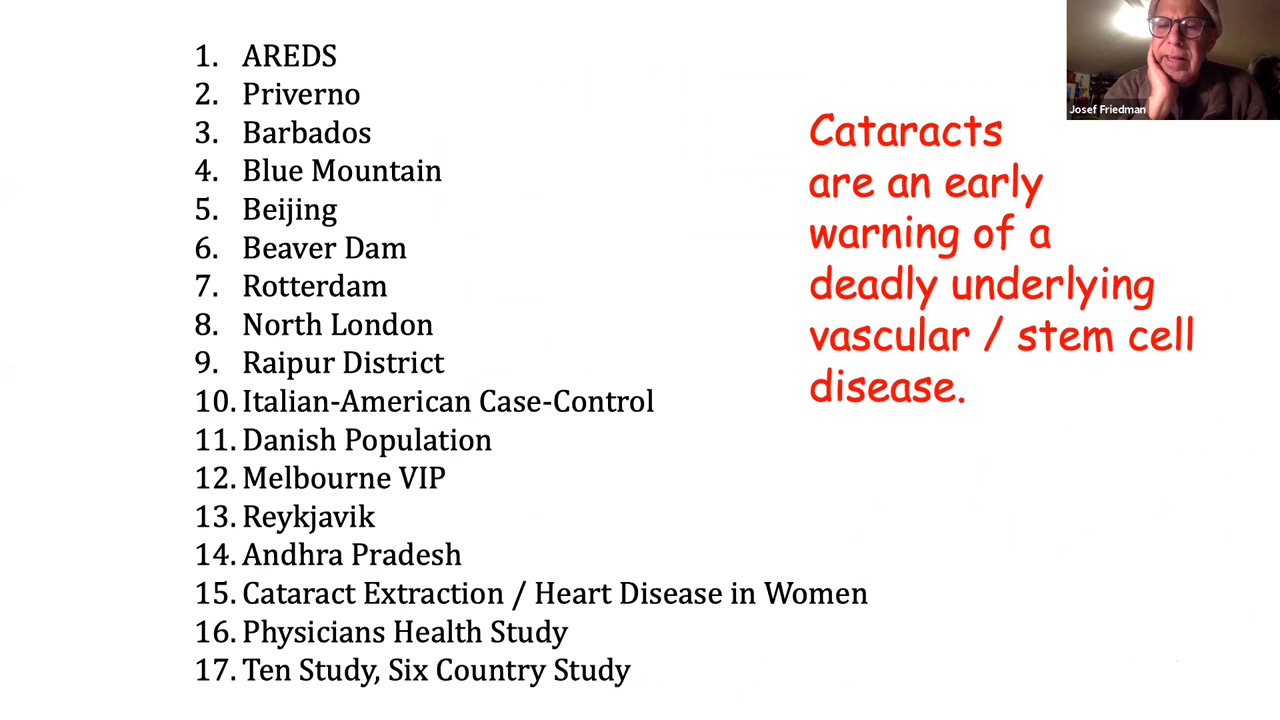 1. AREDS
2. Priverno
3. Barbados
4. Blue Mountain
5. Beijing
6. Beaver Dam
7. Rotterdam
8. North London
9. Raipur District
10. Italian-American Case-Control
11. Danish Population
12. Melbourne VIP
13. Reykjavik
14. Andhra Pradesh
15. Cataract Extraction / Heart Disease in Women
16. Physicians Health Study
17. Ten Study, Six Country Study
Cataracts
are an early
warning of a
deadly underlying
vascular / stem cell
disease.
Josef Friedman